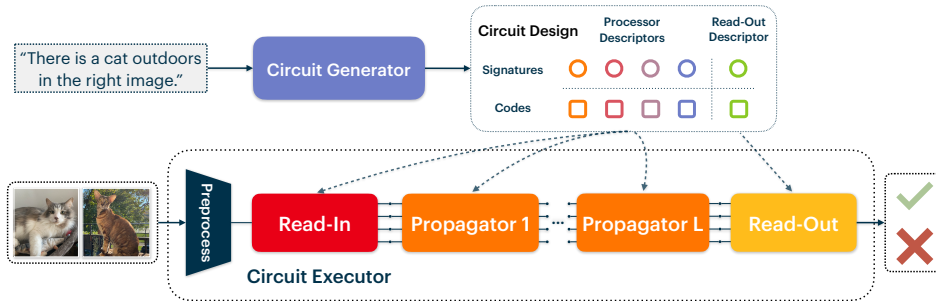 “There is a cat outdoors
in the right image.”
Circuit Generator
Circuit Design
Processor
Descriptors
Read-Out
Descriptor
Signatures
Codes
Preprocess
Read-In
Propagator 1
...
Propagator L
Read-Out
Circuit Executor